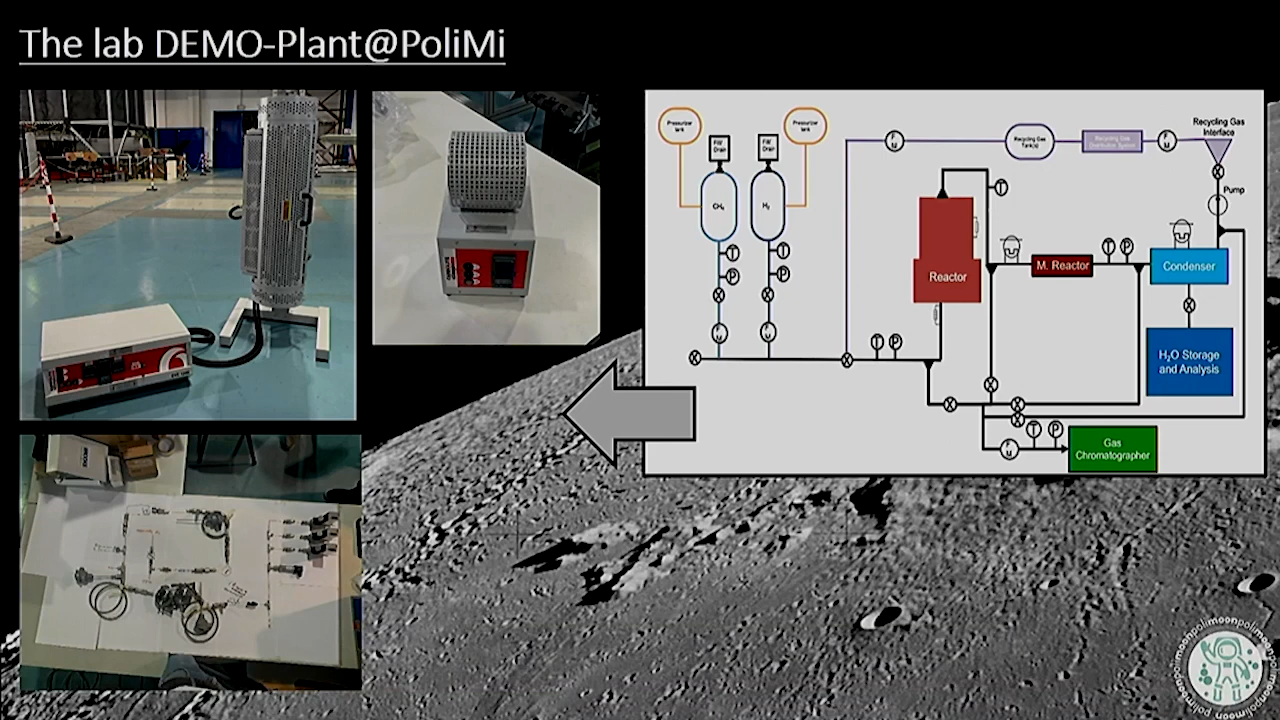 The lab DEMO-Plant@PoliMi
Pressurizer
tank
Pressurizer
tank
Fill/
Drain
Fill/
Drain
CH₄
H₂
T
P
T
P
Recycling Gas
Tank(s)
Recycling Gas
Distribution System
Recycling Gas
Interface
Pump
T
Reactor
M. Reactor
T
P
Condenser
T
P
H₂O Storage
and Analysis
T
P
Gas
Chromatographer
polimoonpolimoonpolimoon